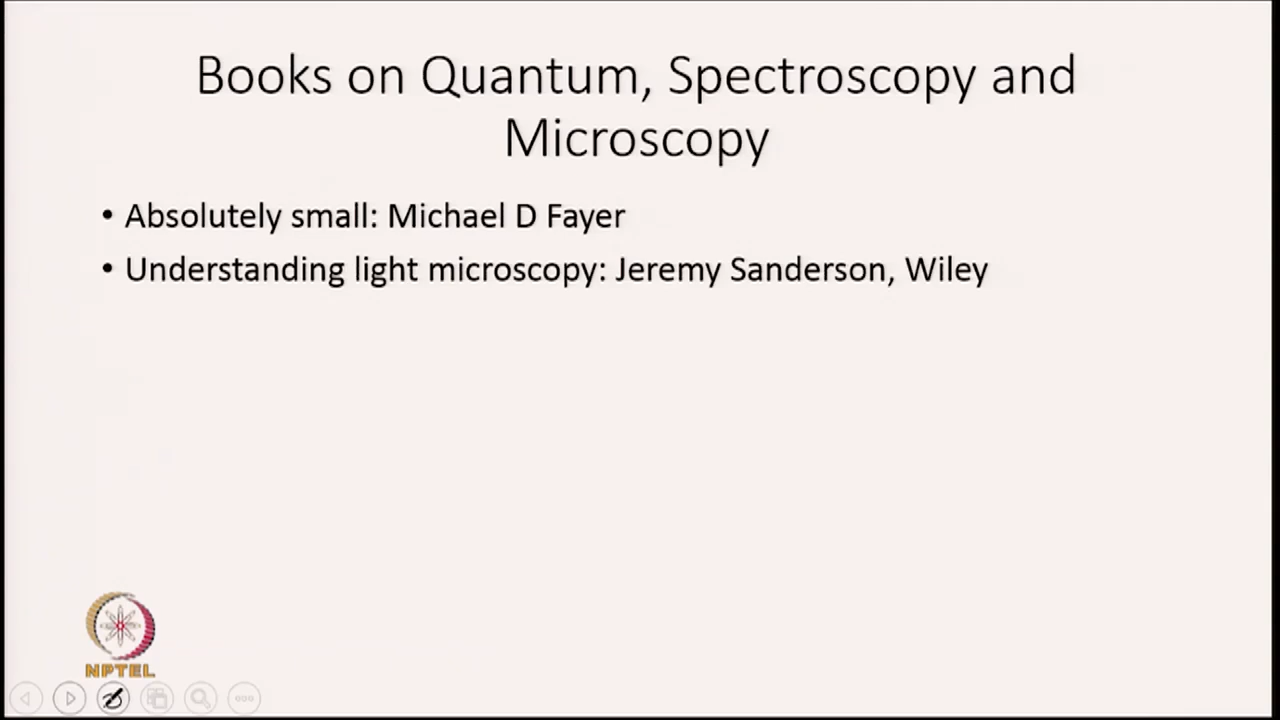 Books on Quantum, Spectroscopy and
Microscopy
• Absolutely small: Michael D Fayer
• Understanding light microscopy: Jeremy Sanderson, Wiley
NPTEL